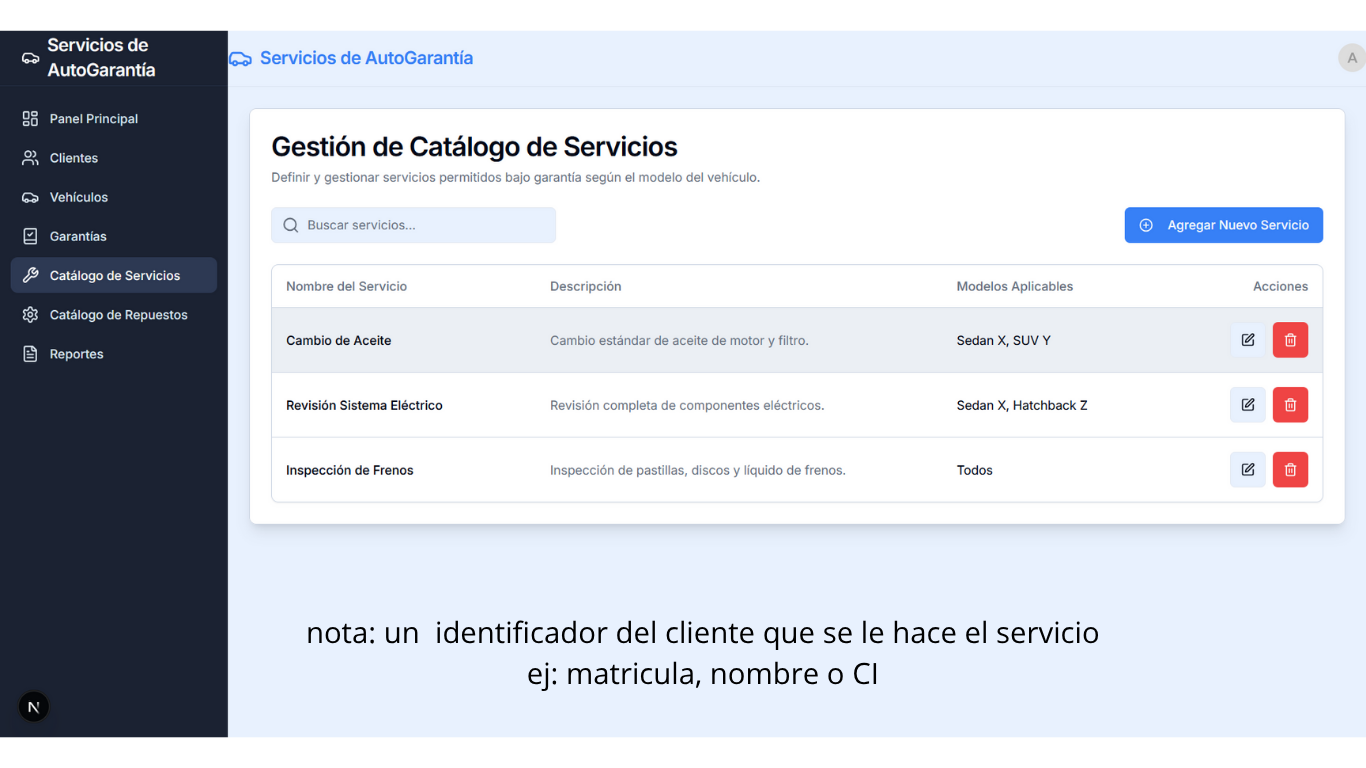 Servicios de
AutoGarantía
Panel Principal
Clientes
Vehículos
Garantías
Catálogo de Servicios
Catálogo de Repuestos
Reportes
N
Servicios de AutoGarantía
A
Gestión de Catálogo de Servicios
Definir y gestionar servicios permitidos bajo garantía según el modelo del vehículo.
Buscar servicios...
Agregar Nuevo Servicio
Nombre del Servicio Descripción Modelos Aplicables Acciones
Cambio de Aceite Cambio estándar de aceite de motor y filtro. Sedan X, SUV Y
Revisión Sistema Eléctrico Revisión completa de componentes eléctricos. Sedan X, Hatchback Z
Inspección de Frenos Inspección de pastillas, discos y líquido de frenos. Todos
nota: un identificador del cliente que se le hace el servicio
ej: matricula, nombre o CI